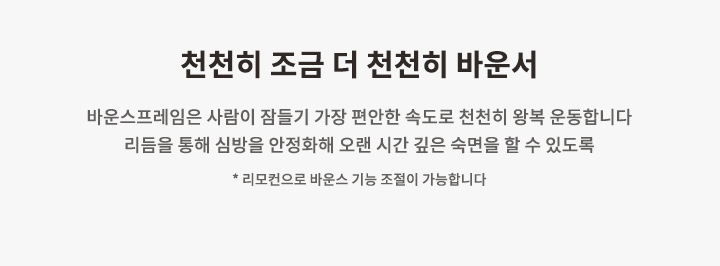 천천히 조금 더 천천히 바운서
바운스프레임은 사람이 잠들기 가장 편안한 속도로 천천히 왕복 운동합니다
리듬을 통해 심방을 안정화해 오랜 시간 깊은 숙면을 할 수 있도록
* 리모컨으로 바운스 기능 조절이 가능합니다